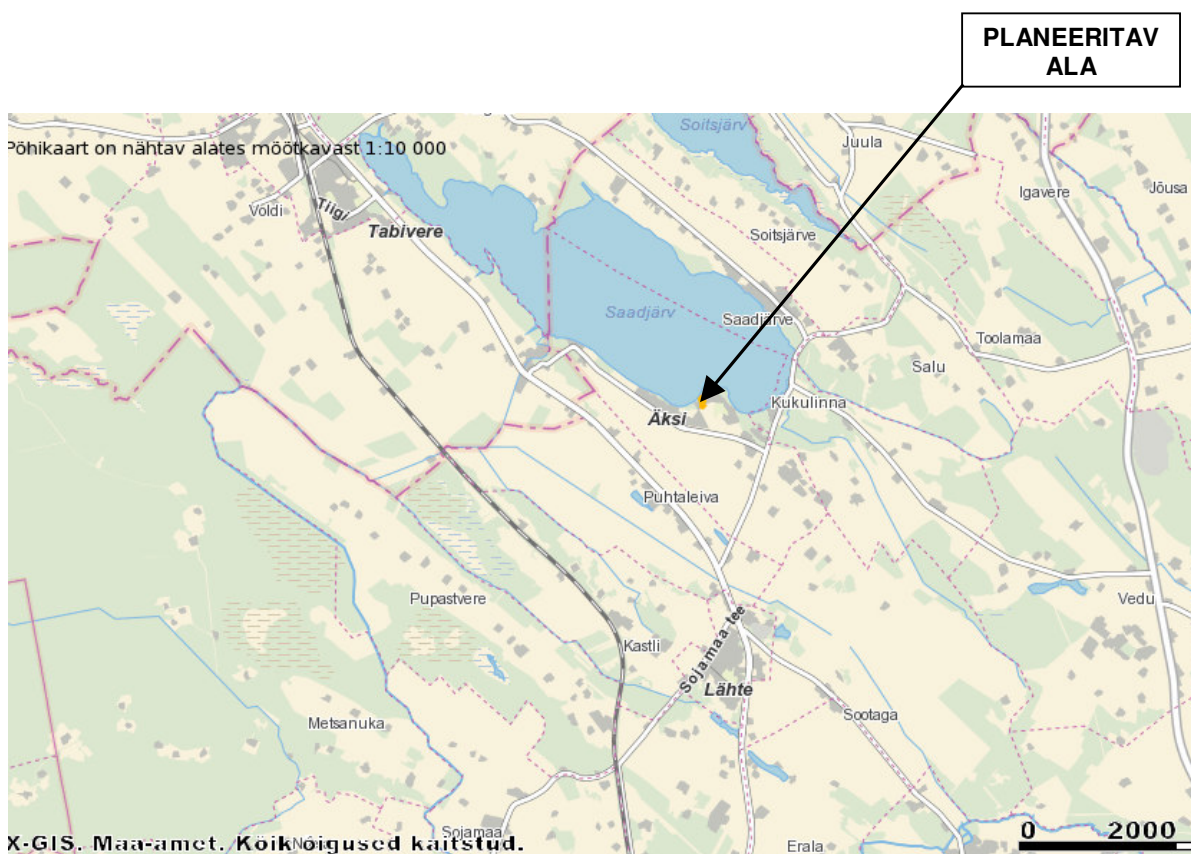 PLANEERITAV
ALA
Põhikaart on nähtav alates mõõtkavast 1:10 000
Soitsjärv
Juula
Igavere
Jõusa
Võldi
Tiigi
Tabivere
Soitsjärve
Saadjärv
Saadjärve
Toolamaa
Salu
Kukulinna
Äksi
Puhtaleiva
Pupastvere
Vedu
Kastli
Sojamaa tee
Lähte
Metsanuka
Sootaga
Sojamaa
Erala
X-GIS. Maa-amet. Kõik õigused kaitstud.
0 2000